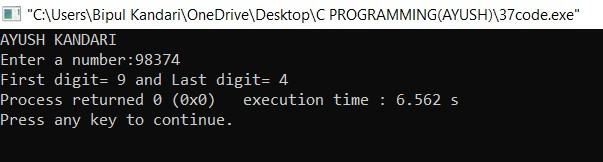 "C:\Users\Bipul Kandari\OneDrive\Desktop\C PROGRAMMING(AYUSH)\37code.exe"
AYUSH KANDARI
Enter a number:98374
First digit= 9 and Last digit= 4
Process returned 0 (0x0)   execution time : 6.562 s
Press any key to continue.